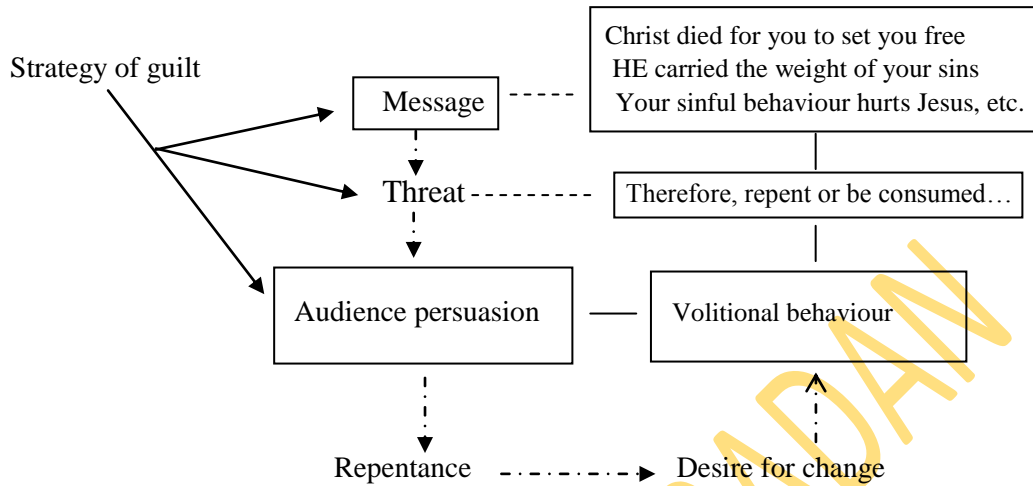 Strategy of guilt
Message
Christ died for you to set you free
HE carried the weight of your sins
Your sinful behaviour hurts Jesus, etc.
Threat
Therefore, repent or be consumed…
Audience persuasion
Volitional behaviour
Repentance
Desire for change